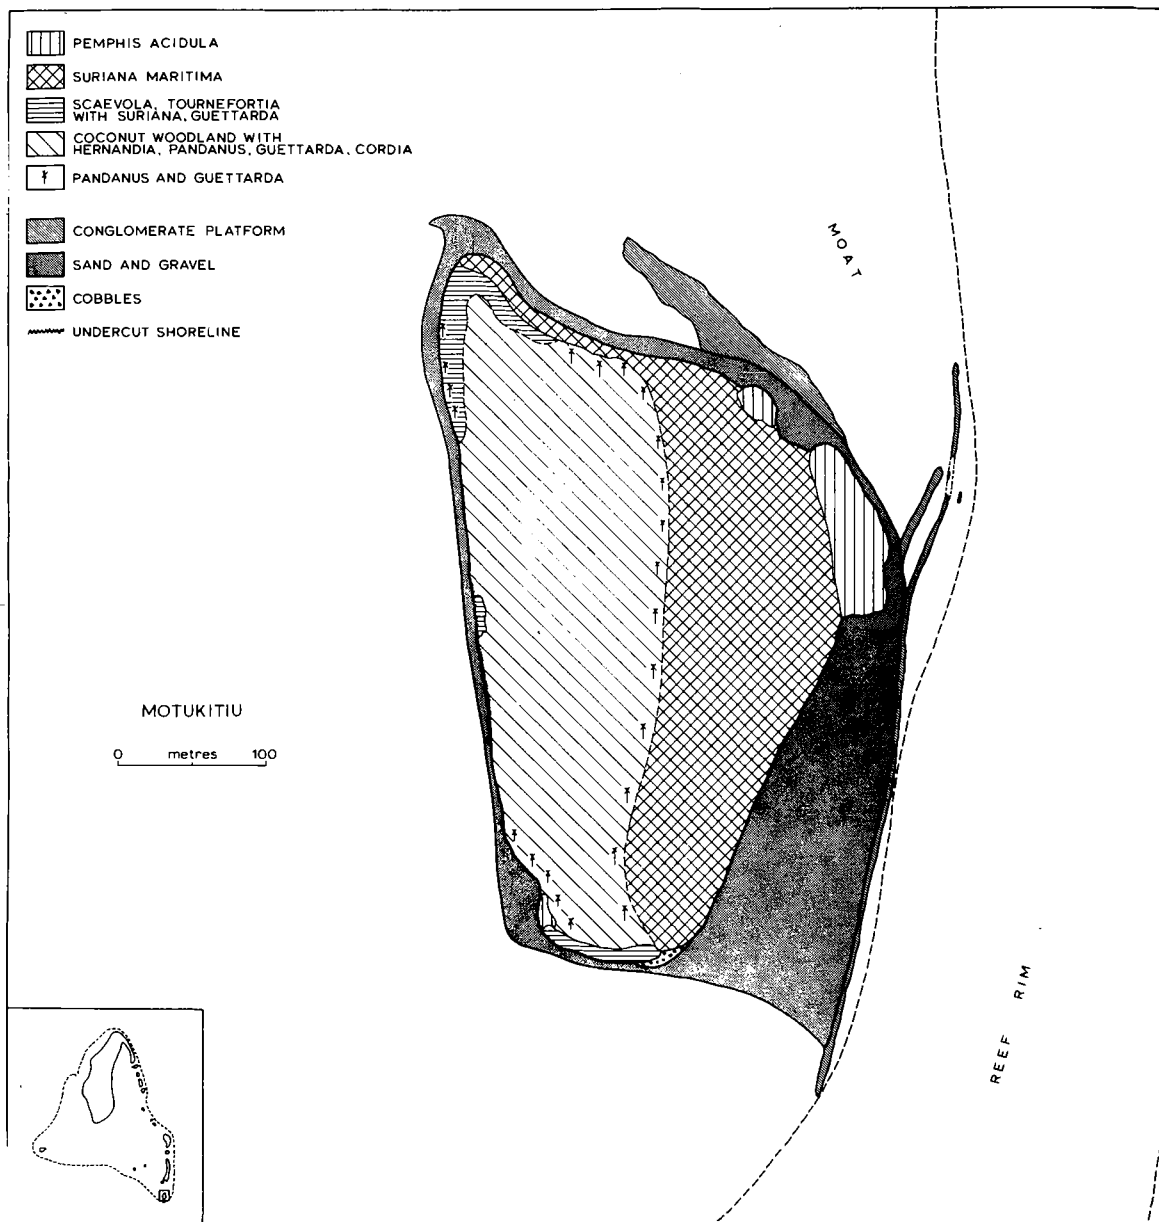 PEMPHIS ACIDULA
SURIANA MARITIMA
SCAEVOLA, TOURNEFORTIA
WITH SURIANA, GUETTARDA
COCONUT WOODLAND WITH
HERNANDIA, PANDANUS, GUETTARDA, CORDIA
PANDANUS AND GUETTARDA
CONGLOMERATE PLATFORM
SAND AND GRAVEL
COBBLES
UNDERCUT SHORELINE
MOAT
MOTUKITIU
0 metres 100
REEF RIM